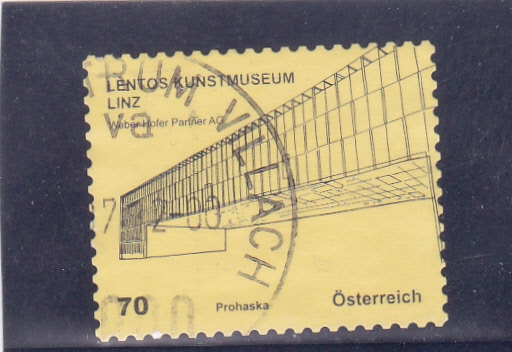 LENTOS KUNSTMUSEUM
LINZ
Weber Hofer Partner AG
VILLACH
70
Prohaska
Österreich